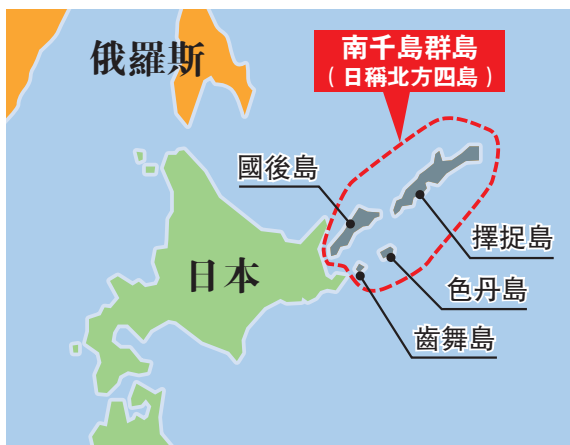 俄羅斯
南千島群島
（日稱北方四島）
國後島
擇捉島
日本
色丹島
齒舞島